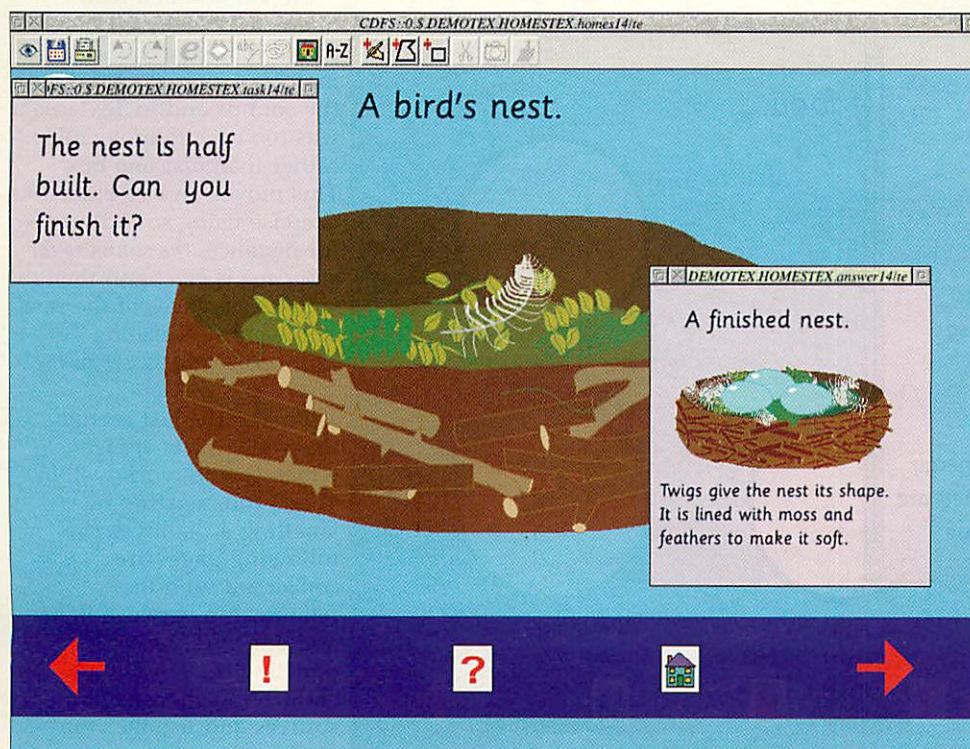 CDFS::0.$.DEMOTEX.HOMESTEX.homes14/te
abc
A-Z
FS::0.$.DEMOTEX.HOMESTEX.task14/te
A bird's nest.
The nest is half
built. Can you
finish it?
DEMOTEX.HOMESTEX.answer14/te
A finished nest.
Twigs give the nest its shape.
It is lined with moss and
feathers to make it soft.
!
?